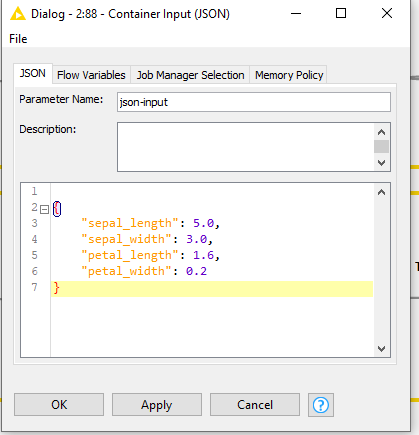 Dialog - 2:88 - Container Input (JSON)
File
JSON Flow Variables Job Manager Selection Memory Policy
Parameter Name: json-input
Description:
1
2 {
3 "sepal_length": 5.0,
4 "sepal_width": 3.0,
5 "petal_length": 1.6,
6 "petal_width": 0.2
7 }
OK Apply Cancel ?